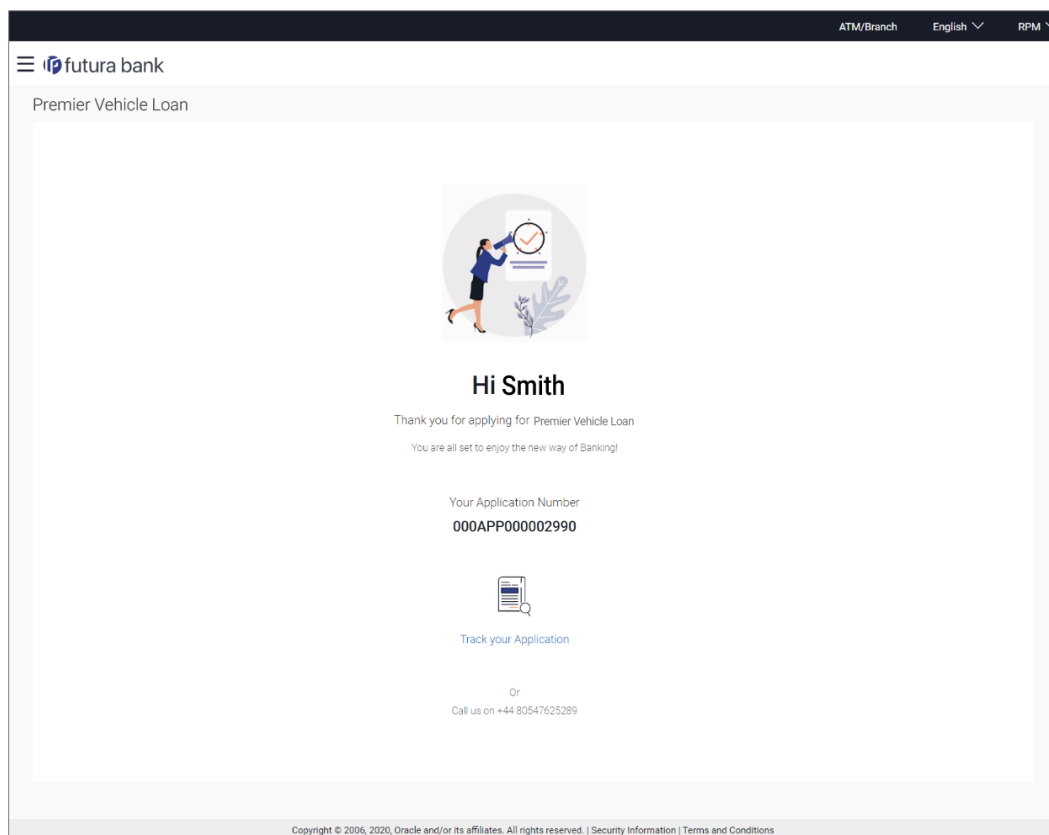 ATM/Branch English RPM
futura bank
Premier Vehicle Loan
Hi Smith
Thank you for applying for Premier Vehicle Loan
You are all set to enjoy the new way of Banking!
Your Application Number
000APP000002990
Track your Application
Or
Call us on +44 80547625289
Copyright © 2006, 2020, Oracle and/or its affiliates. All rights reserved. | Security Information | Terms and Conditions